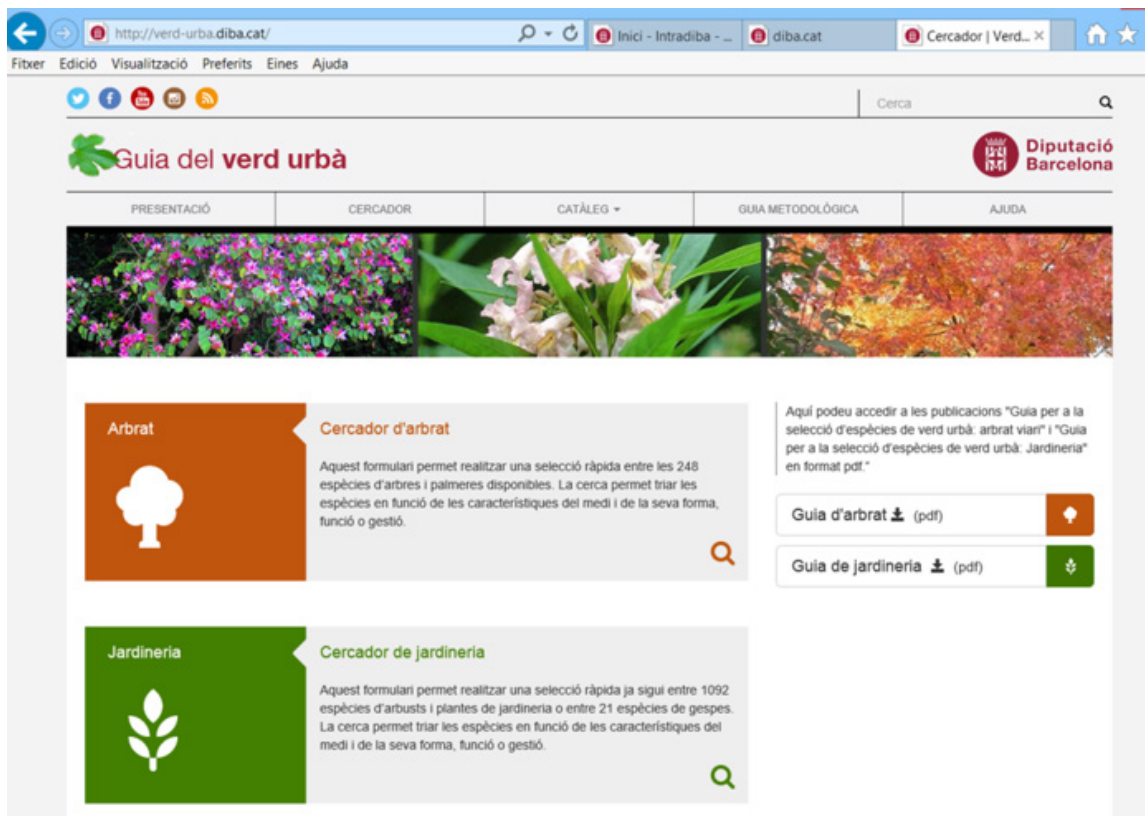 http://verd-urba.diba.cat/
Inici - Intradiba - ...
diba.cat
Cercador | Verd...
Fitxer Edició Visualització Preferits Eines Ajuda
Cerca
Guia del verd urbà
Diputació
Barcelona
PRESENTACIÓ
CERCADOR
CATÀLEG
GUIA METODOLÒGICA
AJUDA
Arbrat
Cercador d'arbrat
Aquest formulari permet realitzar una selecció ràpida entre les 248
espècies d'arbres i palmeres disponibles. La cerca permet triar les
espècies en funció de les característiques del medi i de la seva forma,
funció o gestió.
Aquí podeu accedir a les publicacions "Guia per a la
selecció d'espècies de verd urbà: arbrat viari" i "Guia
per a la selecció d'espècies de verd urbà: Jardineria"
en format pdf."
Guia d'arbrat (pdf)
Guia de jardineria (pdf)
Jardineria
Cercador de jardineria
Aquest formulari permet realitzar una selecció ràpida ja sigui entre 1092
espècies d'arbusts i plantes de jardineria o entre 21 espècies de gespes.
La cerca permet triar les espècies en funció de les característiques del
medi i de la seva forma, funció o gestió.